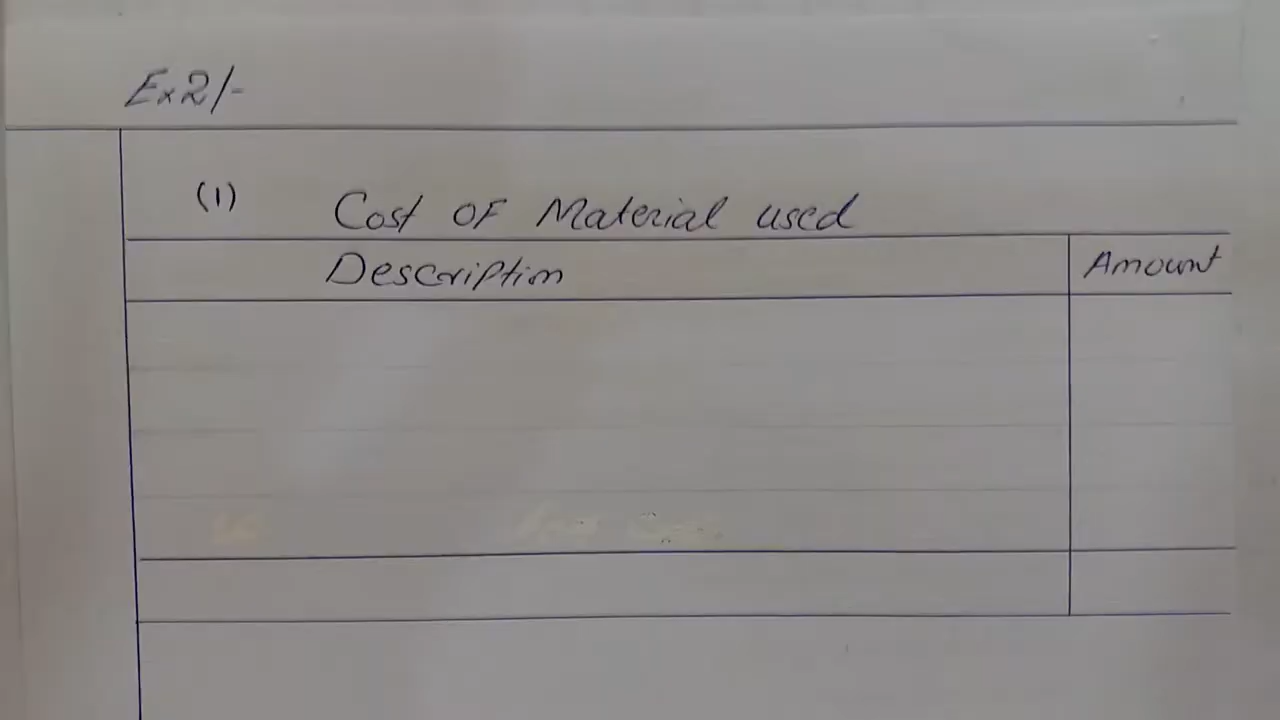 Ex2/-
(1) Cost OF Material used
Description Amount